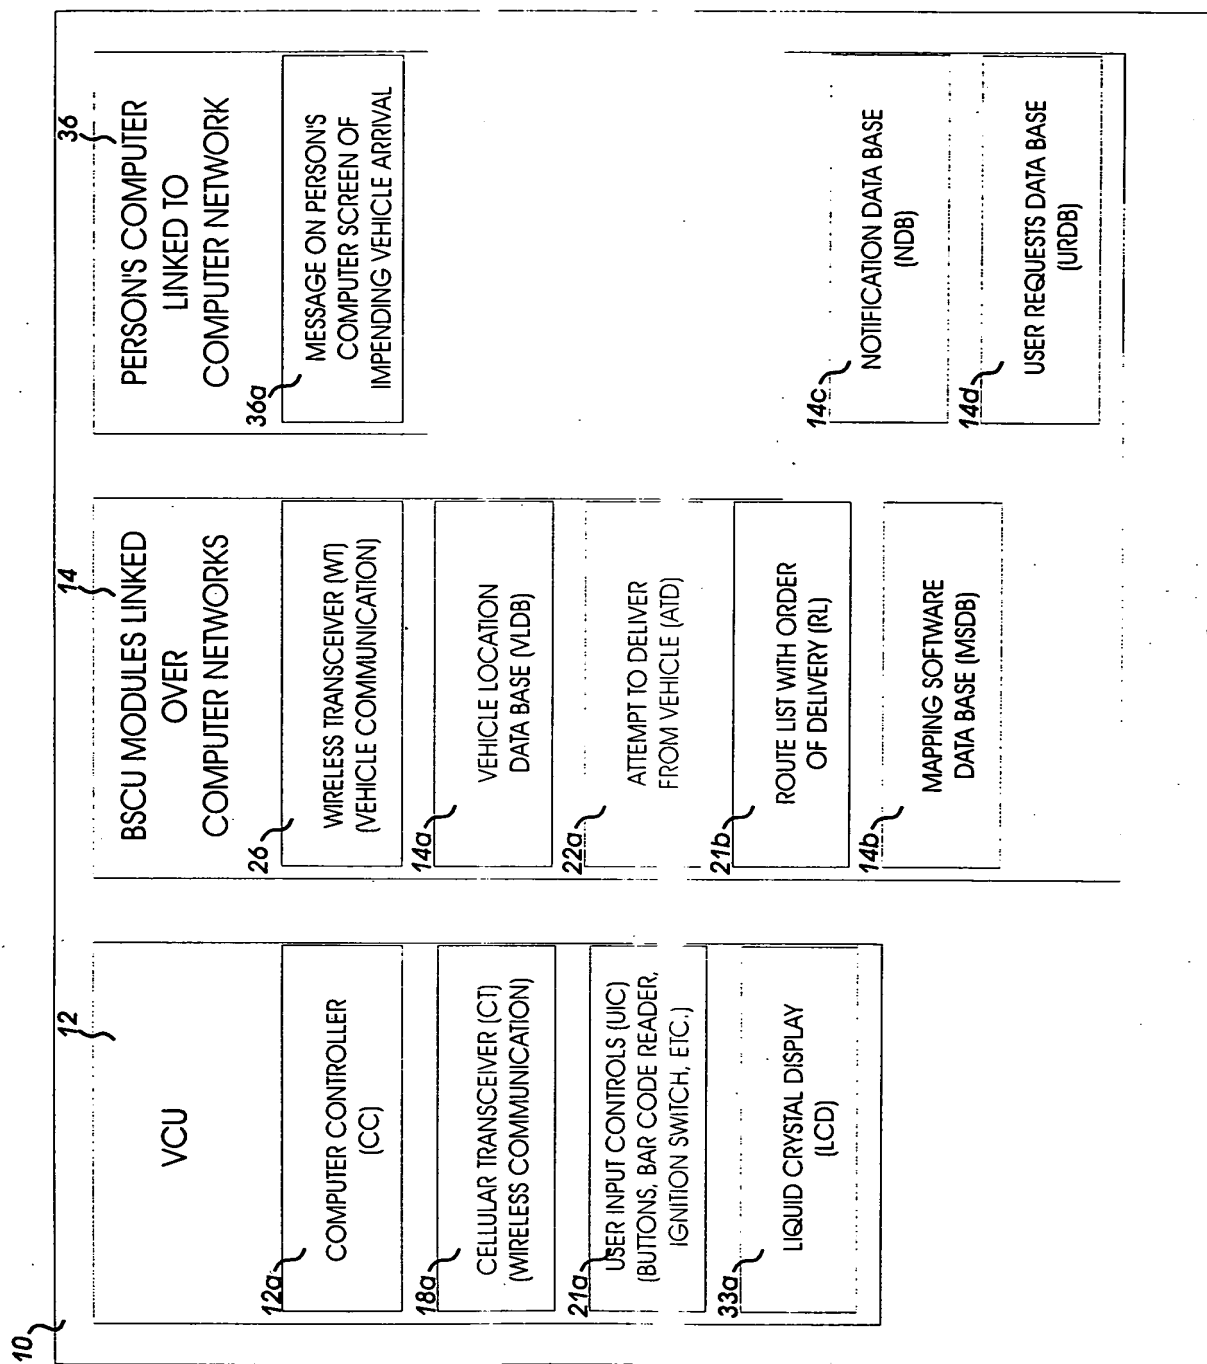 10
12
VCU
12a
COMPUTER CONTROLLER
(CC)
18a
CELLULAR TRANSCEIVER (CT)
(WIRELESS COMMUNICATION)
21a
USER INPUT CONTROLS (UIC)
(BUTTONS, BAR CODE READER,
IGNITION SWITCH, ETC.)
33a
LIQUID CRYSTAL DISPLAY
(LCD)
14
BSCU MODULES LINKED
OVER
COMPUTER NETWORKS
26
WIRELESS TRANSCEIVER (WT)
(VEHICLE COMMUNICATION)
14a
VEHICLE LOCATION
DATA BASE (VLDB)
22a
ATTEMPT TO DELIVER
FROM VEHICLE (ATD)
21b
ROUTE LIST WITH ORDER
OF DELIVERY (RL)
14b
MAPPING SOFTWARE
DATA BASE (MSDB)
36
PERSON'S COMPUTER
LINKED TO
COMPUTER NETWORK
36a
MESSAGE ON PERSON'S
COMPUTER SCREEN OF
IMPENDING VEHICLE ARRIVAL
14c
NOTIFICATION DATA BASE
(NDB)
14d
USER REQUESTS DATA BASE
(URDB)